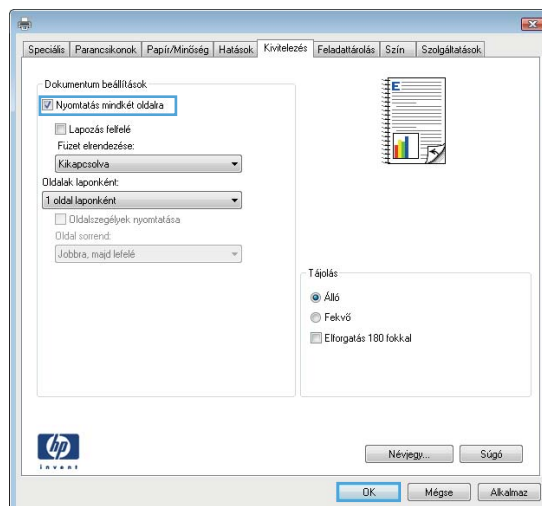 Speciális Parancsikonok Papír/Minőség Hatások Kivitelezés Feladattárolás Szín Szolgáltatások
Dokumentum beállítások
Nyomtatás mindkét oldalra
Lapozás felfelé
Füzet elrendezése:
Kikapcsolva
Oldalak laponként:
1 oldal laponként
Oldalszegélyek nyomtatása
Oldal sorrend:
Jobbra, majd lefelé
E
Tájolás
Álló
Fekvő
Elforgatás 180 fokkal
hp
invent
Névjegy... Súgó
OK Mégse Alkalmaz